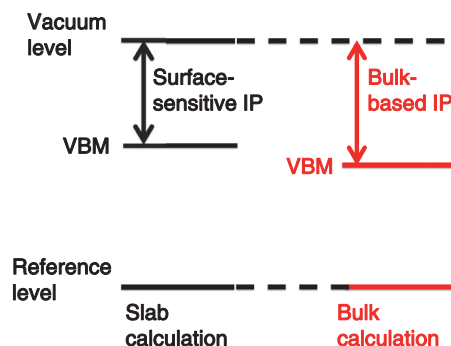 Vacuum
level
Surface-
sensitive IP
Bulk-
based IP
VBM
VBM
Reference
level
Slab
calculation
Bulk
calculation